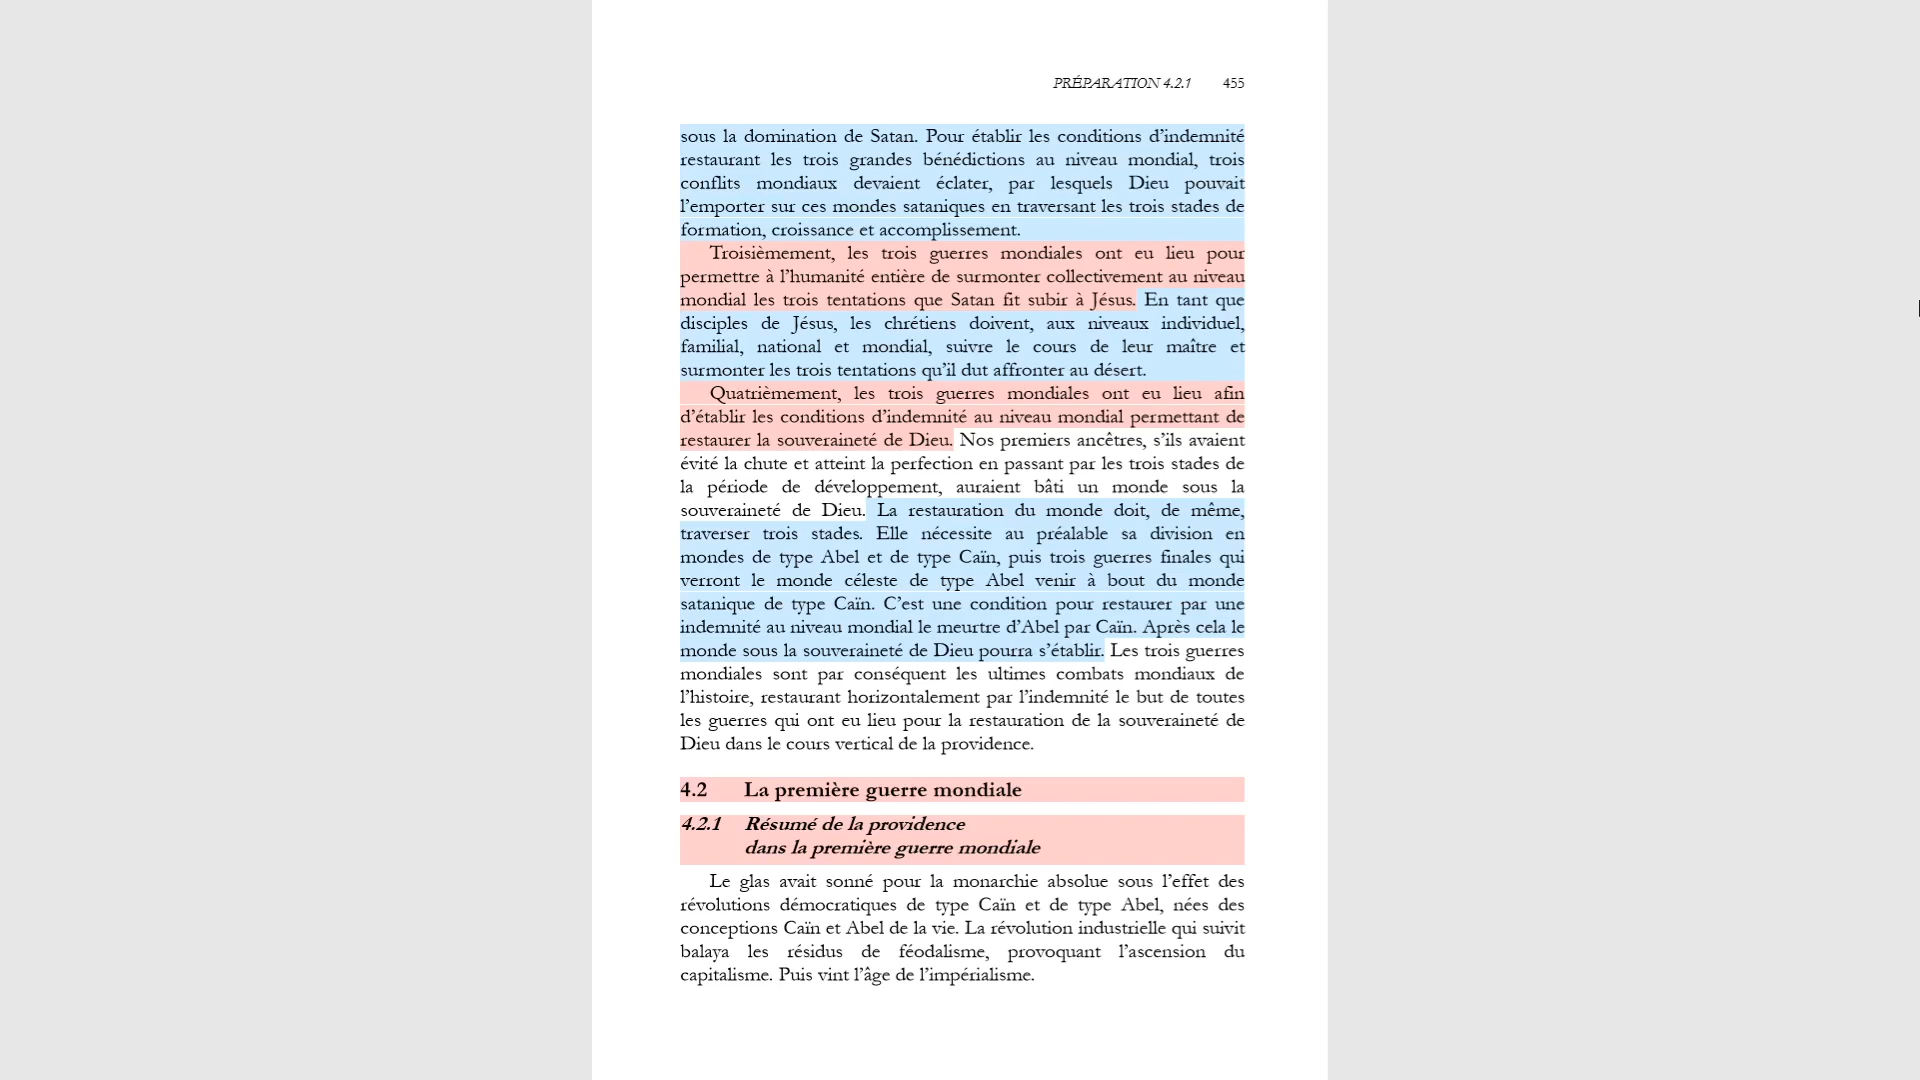 PRÉPARATION 4.2.1 455
sous la domination de Satan. Pour établir les conditions d’indemnité
restaurant les trois grandes bénédictions au niveau mondial, trois
conflits mondiaux devaient éclater, par lesquels Dieu pouvait
l’emporter sur ces mondes sataniques en traversant les trois stades de
formation, croissance et accomplissement.
Troisièmement, les trois guerres mondiales ont eu lieu pour
permettre à l’humanité entière de surmonter collectivement au niveau
mondial les trois tentations que Satan fit subir à Jésus. En tant que
disciples de Jésus, les chrétiens doivent, aux niveaux individuel,
familial, national et mondial, suivre le cours de leur maître et
surmonter les trois tentations qu’il dut affronter au désert.
Quatrièmement, les trois guerres mondiales ont eu lieu afin
d’établir les conditions d’indemnité au niveau mondial permettant de
restaurer la souveraineté de Dieu. Nos premiers ancêtres, s’ils avaient
évité la chute et atteint la perfection en passant par les trois stades de
la période de développement, auraient bâti un monde sous la
souveraineté de Dieu. La restauration du monde doit, de même,
traverser trois stades. Elle nécessite au préalable sa division en
mondes de type Abel et de type Caïn, puis trois guerres finales qui
verront le monde céleste de type Abel venir à bout du monde
satanique de type Caïn. C’est une condition pour restaurer par une
indemnité au niveau mondial le meurtre d’Abel par Caïn. Après cela le
monde sous la souveraineté de Dieu pourra s’établir. Les trois guerres
mondiales sont par conséquent les ultimes combats mondiaux de
l’histoire, restaurant horizontalement par l’indemnité le but de toutes
les guerres qui ont eu lieu pour la restauration de la souveraineté de
Dieu dans le cours vertical de la providence.
4.2 La première guerre mondiale
4.2.1 Résumé de la providence
dans la première guerre mondiale
Le glas avait sonné pour la monarchie absolue sous l’effet des
révolutions démocratiques de type Caïn et de type Abel, nées des
conceptions Caïn et Abel de la vie. La révolution industrielle qui suivit
balaya les résidus de féodalisme, provoquant l’ascension du
capitalisme. Puis vint l’âge de l’impérialisme.